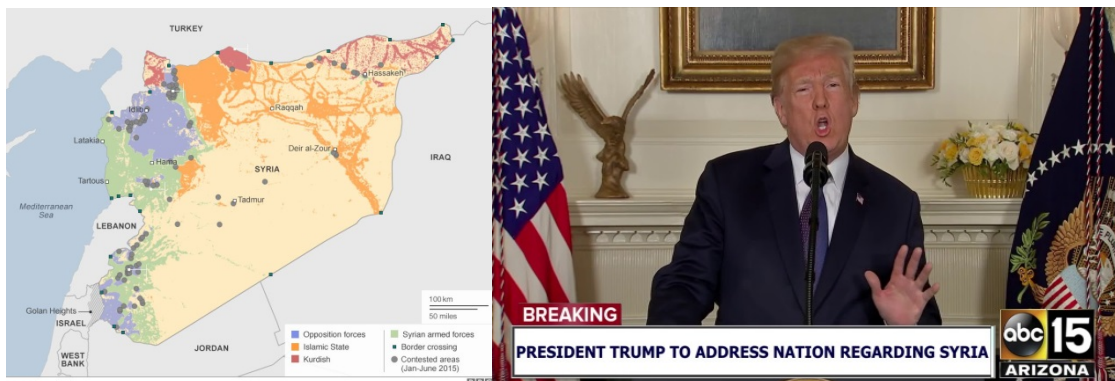 TURKEY
Hassakeh
Idlib
Raqqah
Latakia
Deir al-Zour
Hama
IRAQ
SYRIA
Tartous
Tadmur
Mediterranean
Sea
LEBANON
Golan Heights
ISRAEL
WEST
BANK
JORDAN
100 km
50 miles
Opposition forces
Islamic State
Kurdish
Syrian armed forces
Border crossing
Contested areas
(Jan-June 2015)
BREAKING
PRESIDENT TRUMP TO ADDRESS NATION REGARDING SYRIA
abc 15
ARIZONA